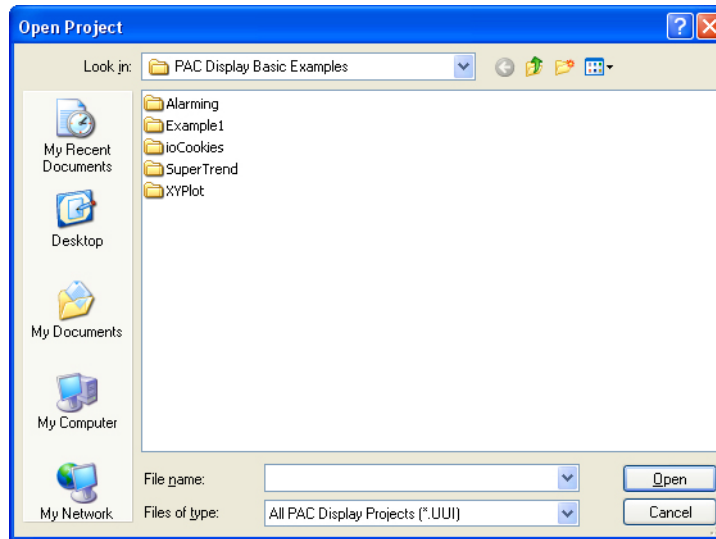 Open Project
Look in: PAC Display Basic Examples
Alarming
Example1
ioCookies
SuperTrend
XYPlot
My Recent
Documents
Desktop
My Documents
My Computer
My Network
File name:
Open
Files of type: All PAC Display Projects (*.UUI)
Cancel